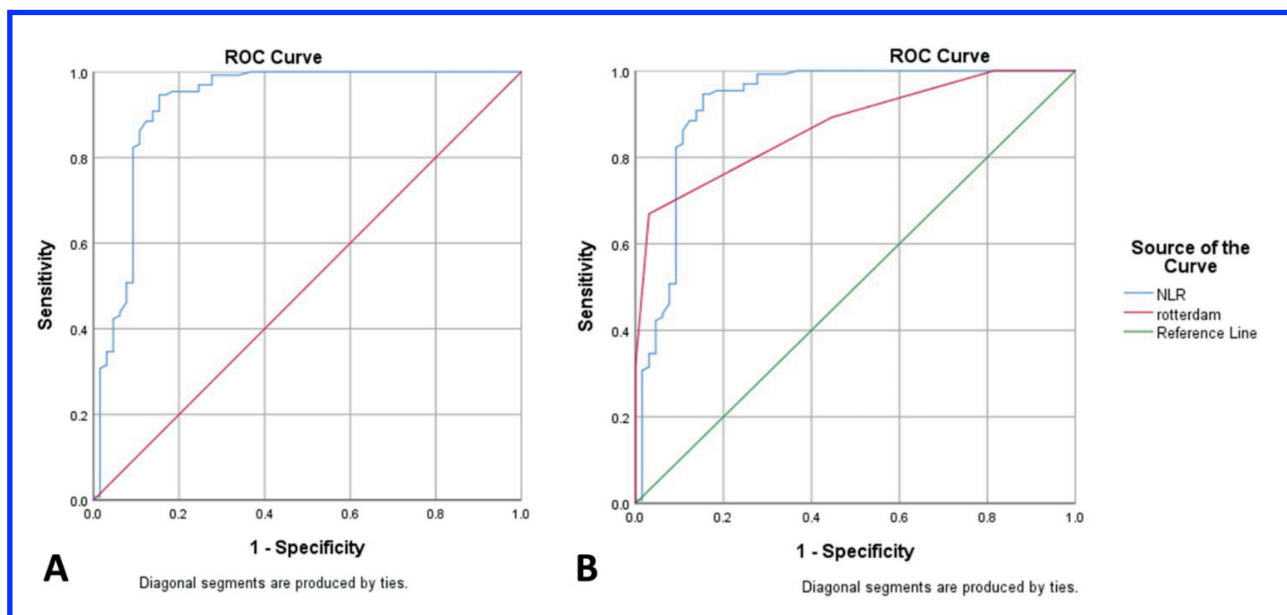 ROC Curve
1.0
0.8
0.6
0.4
0.2
0.0
Sensitivity
0.0 0.2 0.4 0.6 0.8 1.0
1 - Specificity
A
Diagonal segments are produced by ties.
ROC Curve
1.0
0.8
0.6
0.4
0.2
0.0
Sensitivity
0.0 0.2 0.4 0.6 0.8 1.0
1 - Specificity
B
Diagonal segments are produced by ties.
Source of the
Curve
NLR
rotterdam
Reference Line